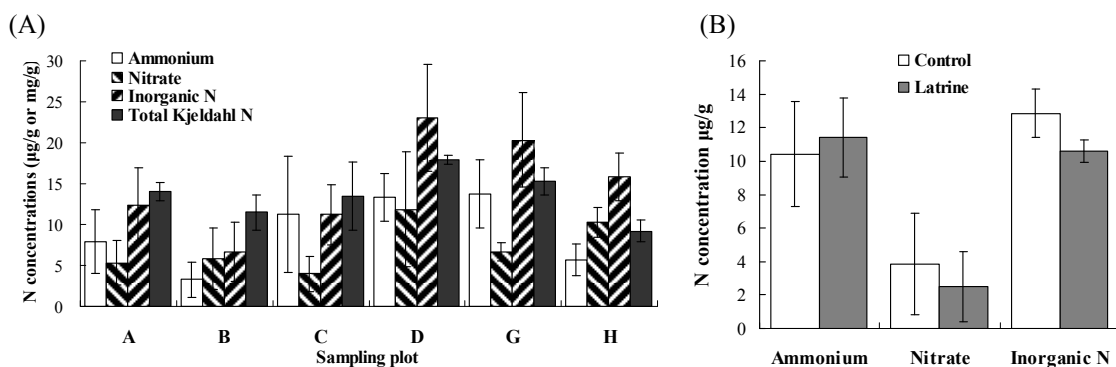 (A)
N concentrations (µg/g or mg/g)
30
25
20
15
10
5
0
Ammonium
Nitrate
Inorganic N
Total Kjeldahl N
A B C D G H
Sampling plot
(B)
N concentration µg/g
16
14
12
10
8
6
4
2
0
Control
Latrine
Ammonium Nitrate Inorganic N